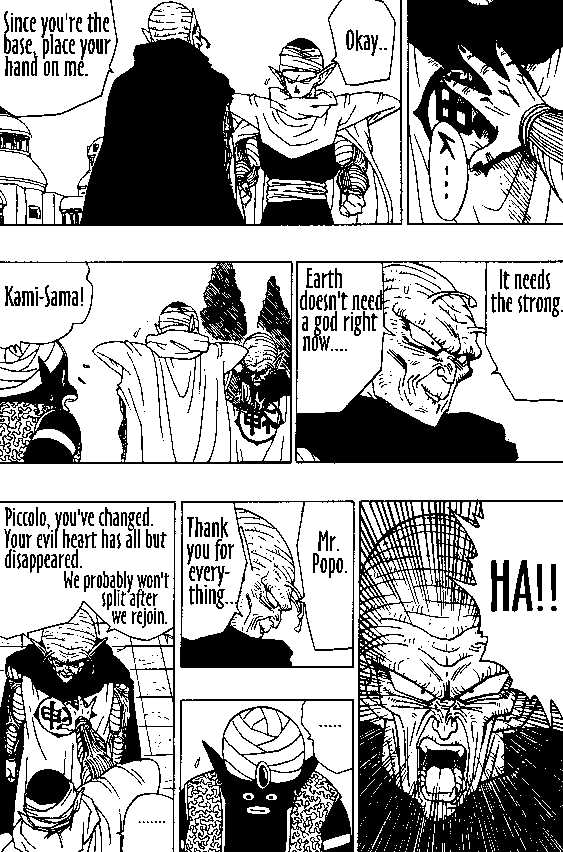 Since you're the
base, place your
hand on me.
Okay..
Kami-Sama!
Earth
doesn't need
a god right
now....
It needs
the strong.
Piccolo, you've changed.
Your evil heart has all but
disappeared.
We probably won't
split after
we rejoin.
........
Thank
you for
every-
thing...
Mr.
Popo.
......
HA!!